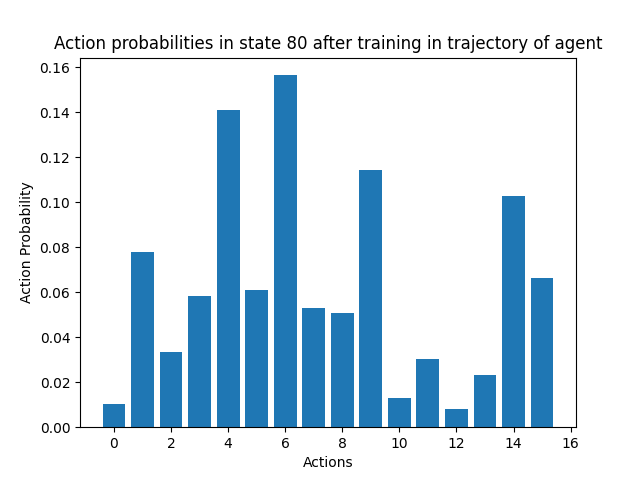 Action probabilities in state 80 after training in trajectory of agent
0.16
0.14
0.12
0.10
0.08
0.06
0.04
0.02
0.00
Action Probability
0 2 4 6 8 10 12 14 16
Actions